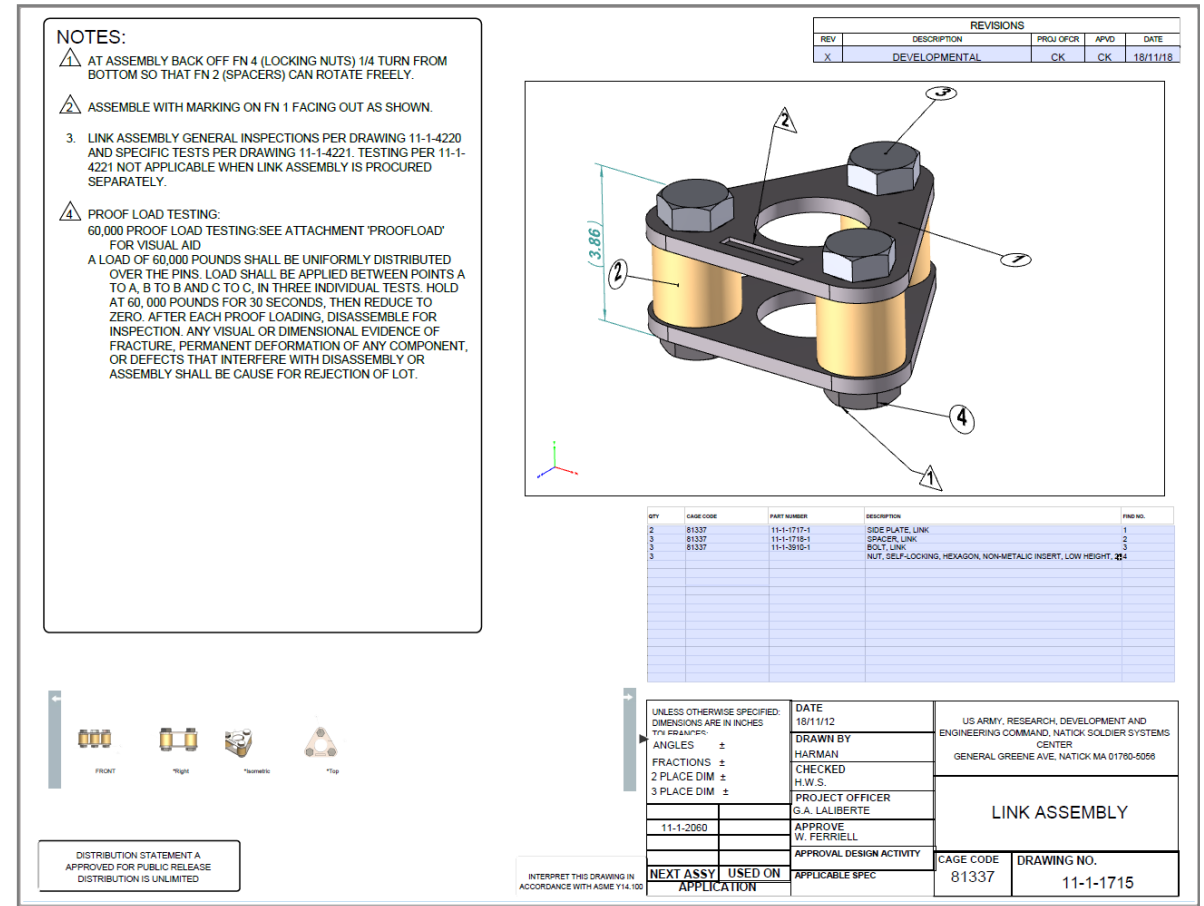 NOTES:
1 AT ASSEMBLY BACK OFF FN 4 (LOCKING NUTS) 1/4 TURN FROM
BOTTOM SO THAT FN 2 (SPACERS) CAN ROTATE FREELY.
2 ASSEMBLE WITH MARKING ON FN 1 FACING OUT AS SHOWN.
3. LINK ASSEMBLY GENERAL INSPECTIONS PER DRAWING 11-1-4220
AND SPECIFIC TESTS PER DRAWING 11-1-4221. TESTING PER 11-1-
4221 NOT APPLICABLE WHEN LINK ASSEMBLY IS PROCURED
SEPARATELY.
4 PROOF LOAD TESTING:
60,000 PROOF LOAD TESTING:SEE ATTACHMENT 'PROOFLOAD'
FOR VISUAL AID
A LOAD OF 60,000 POUNDS SHALL BE UNIFORMLY DISTRIBUTED
OVER THE PINS. LOAD SHALL BE APPLIED BETWEEN POINTS A
TO A, B TO B AND C TO C, IN THREE INDIVIDUAL TESTS. HOLD
AT 60, 000 POUNDS FOR 30 SECONDS, THEN REDUCE TO
ZERO. AFTER EACH PROOF LOADING, DISASSEMBLE FOR
INSPECTION. ANY VISUAL OR DIMENSIONAL EVIDENCE OF
FRACTURE, PERMANENT DEFORMATION OF ANY COMPONENT,
OR DEFECTS THAT INTERFERE WITH DISASSEMBLY OR
ASSEMBLY SHALL BE CAUSE FOR REJECTION OF LOT.
REVISIONS
REV DESCRIPTION PROJ OFCR APVD DATE
X DEVELOPMENTAL CK CK 18/11/18
3
2
(3.86)
2
1
4
1
QTY CAGE CODE PART NUMBER DESCRIPTION FIND NO.
2 81337 11-1-1717-1 SIDE PLATE, LINK 1
3 81337 11-1-1718-1 SPACER, LINK 2
3 81337 11-1-3910-1 BOLT, LINK 3
3 NUT, SELF-LOCKING, HEXAGON, NON-METALIC INSERT, LOW HEIGHT, 4
FRONT
*Right
*Isometric
*Top
DISTRIBUTION STATEMENT A
APPROVED FOR PUBLIC RELEASE
DISTRIBUTION IS UNLIMITED
INTERPRET THIS DRAWING IN
ACCORDANCE WITH ASME Y14.100
UNLESS OTHERWISE SPECIFIED:
DIMENSIONS ARE IN INCHES
TOLERANCES:
ANGLES ±
FRACTIONS ±
2 PLACE DIM ±
3 PLACE DIM ±
11-1-2060
NEXT ASSY USED ON
APPLICATION
DATE
18/11/12
DRAWN BY
HARMAN
CHECKED
H.W.S.
PROJECT OFFICER
G.A. LALIBERTE
APPROVE
W. FERRIELL
APPROVAL DESIGN ACTIVITY
APPLICABLE SPEC
US ARMY, RESEARCH, DEVELOPMENT AND
ENGINEERING COMMAND, NATICK SOLDIER SYSTEMS
CENTER
GENERAL GREENE AVE, NATICK MA 01760-5056
LINK ASSEMBLY
CAGE CODE
81337
DRAWING NO.
11-1-1715